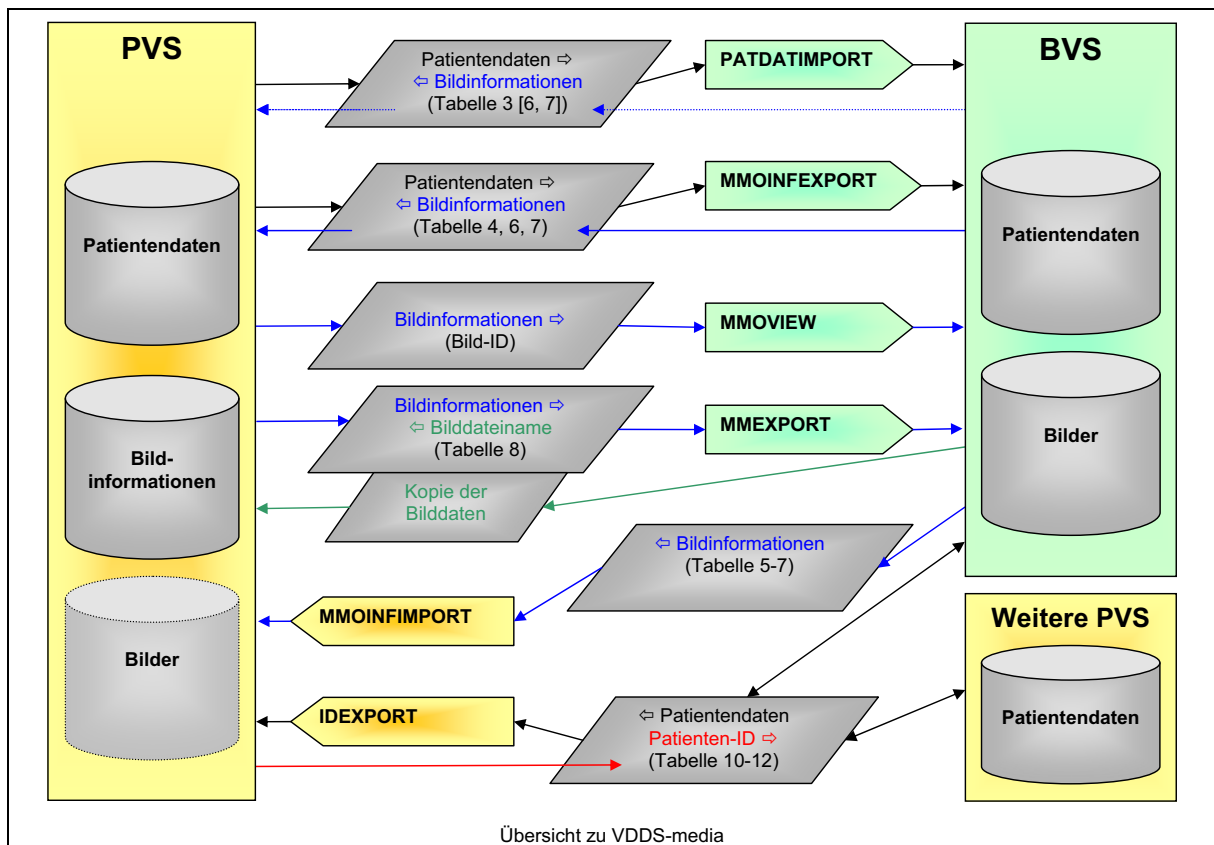 PVS
BVS
Patientendaten ⇨
⇦ Bildinformationen
(Tabelle 3 [6, 7])
PATDATIMPORT
Patientendaten ⇨
⇦ Bildinformationen
(Tabelle 4, 6, 7)
MMOINFEXPORT
Patientendaten
Patientendaten
Bildinformationen ⇨
(Bild-ID)
MMOVIEW
Bildinformationen ⇨
⇦ Bilddateiname
(Tabelle 8)
MMEXPORT
Bilder
Bild-
informationen
Kopie der
Bilddaten
⇦ Bildinformationen
(Tabelle 5-7)
MMOINFIMPORT
Weitere PVS
Bilder
IDEXPORT
⇦ Patientendaten
Patienten-ID ⇨
(Tabelle 10-12)
Patientendaten
Übersicht zu VDDS-media